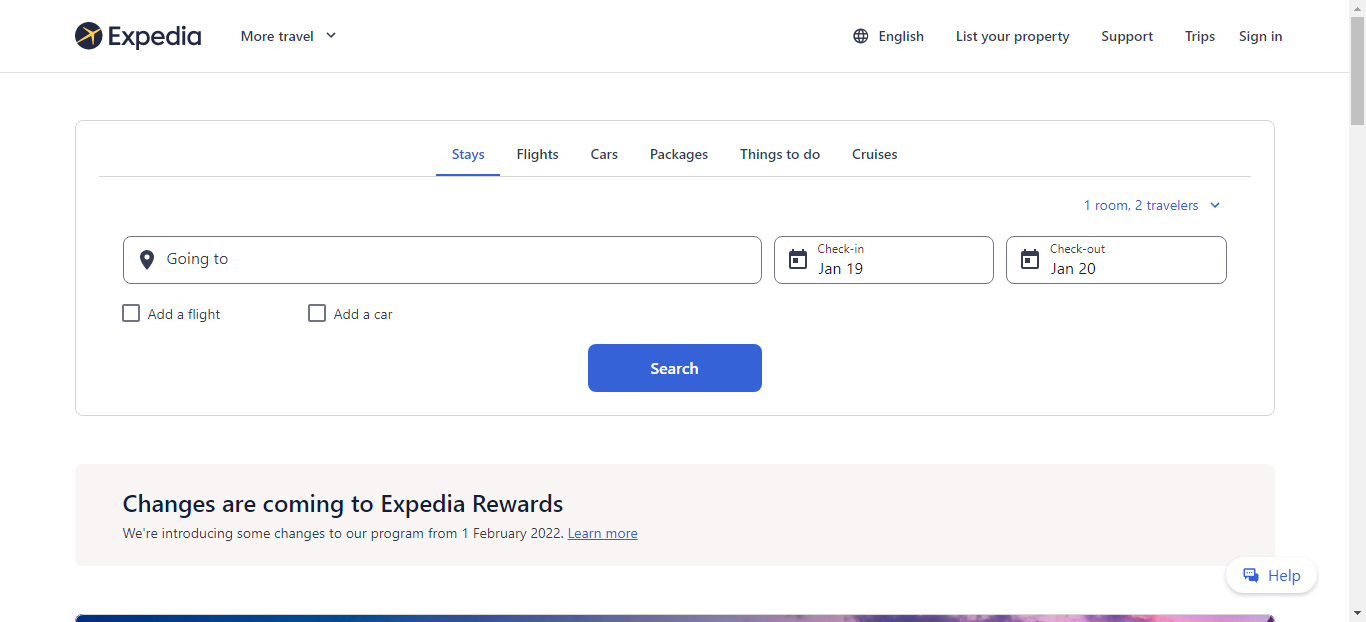 Expedia
More travel
English
List your property
Support
Trips
Sign in
Stays
Flights
Cars
Packages
Things to do
Cruises
1 room, 2 travelers
Going to
Check-in
Jan 19
Check-out
Jan 20
Add a flight
Add a car
Search
Changes are coming to Expedia Rewards
We're introducing some changes to our program from 1 February 2022. Learn more
Help